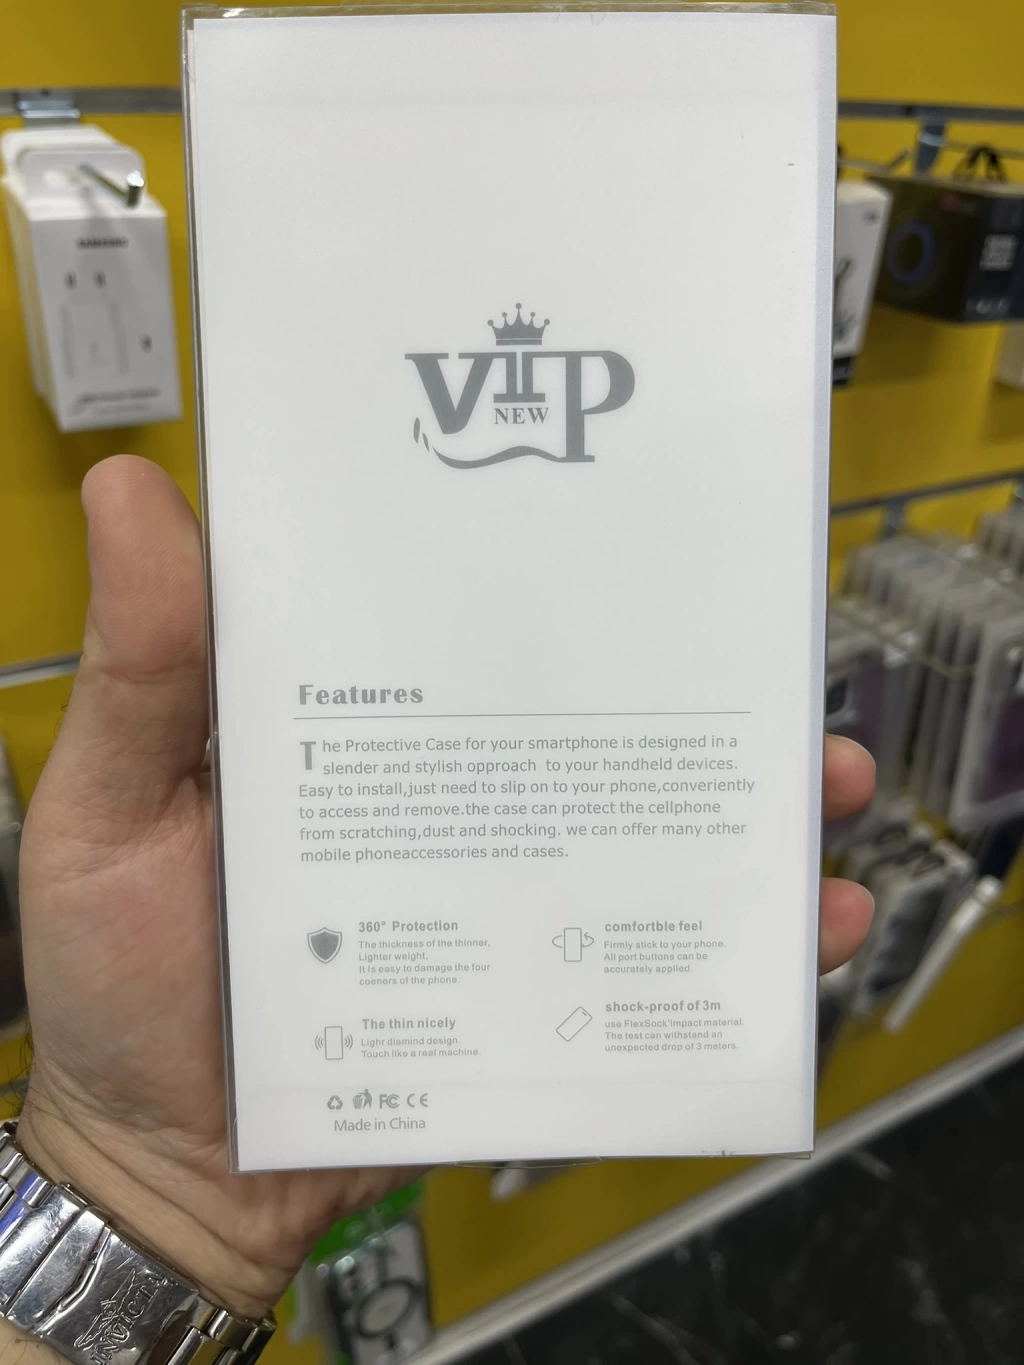 SAMSUNG
VIP
NEW
Features
The Protective Case for your smartphone is designed in a
slender and stylish opproach to your handheld devices.
Easy to install,just need to slip on to your phone,converiently
to access and remove.the case can protect the cellphone
from scratching,dust and shocking. we can offer many other
mobile phoneaccessories and cases.
360° Protection
The thickness of the thinner,
Lighter weight,
It is easy to damage the four
coeners of the phone.
comfortble feel
Firmly stick to your phone.
All port buttons can be
accurately applied.
The thin nicely
Lighr diamind design.
Touch like a real machine.
shock-proof of 3m
use FlexSock'Impact material.
The test can withstand an
unexpected drop of 3 meters.
FC CE
Made in China
INVICTA